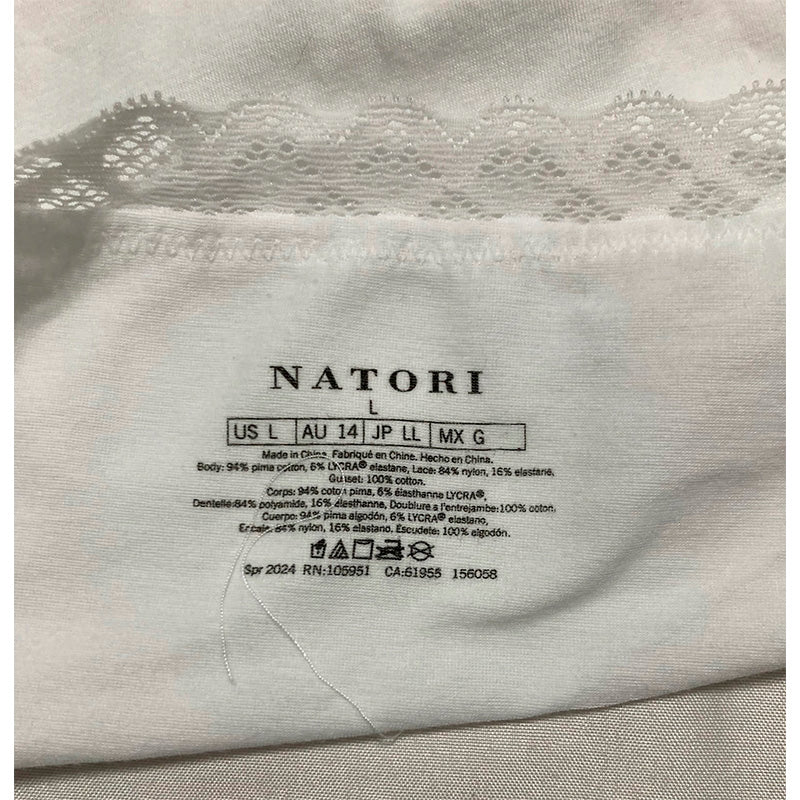 NATORI
L
US L AU 14 JP LL MX G
Made in China. Fabriqué en Chine. Hecho en China.
Body: 94% pima cotton, 6% LYCRA® elastane, Lace: 84% nylon, 16% elastane,
Gusset: 100% cotton.
Corps: 94% coton pima, 6% élasthanne LYCRA®,
Dentelle:84% polyamide, 16% élasthanne, Doublure a l'entrejambe:100% coton,
Cuerpo: 94% pima algodón, 6% LYCRA® elastano,
Encaje: 84% nylon, 16% elastano, Escudete: 100% algodón.
Spr 2024 RN:105951 CA:61955 156058